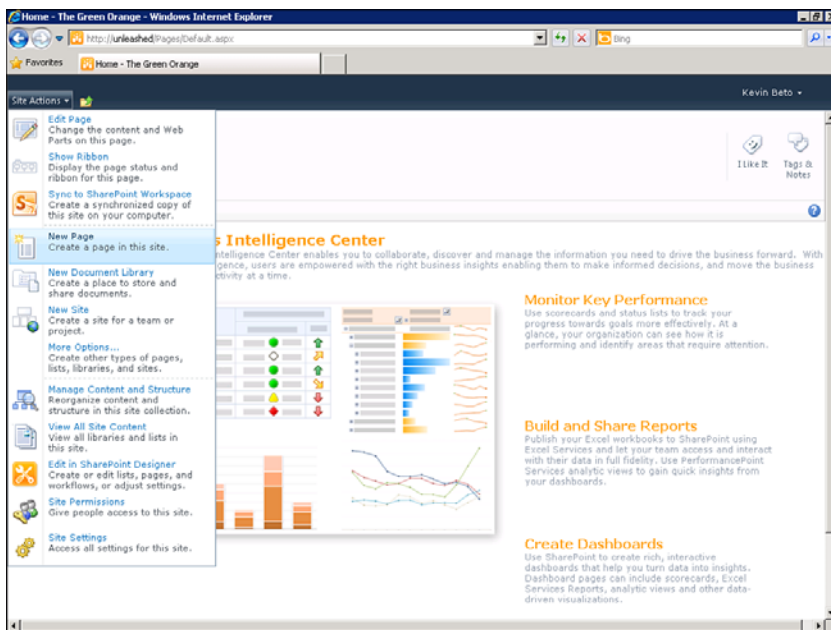 Home - The Green Orange - Windows Internet Explorer
http://unleashed/Pages/Default.aspx
Bing
Favorites
Home - The Green Orange
Site Actions
Kevin Beto
Edit Page
Change the content and Web
Parts on this page.
Show Ribbon
Display the page status and
ribbon for this page.
Sync to SharePoint Workspace
Create a synchronized copy of
this site on your computer.
New Page
Create a page in this site.
New Document Library
Create a place to store and
share documents.
New Site
Create a site for a team or
project.
More Options...
Create other types of pages,
lists, libraries, and sites.
Manage Content and Structure
Reorganize content and
structure in this site collection.
View All Site Content
View all libraries and lists in
this site.
Edit in SharePoint Designer
Create or edit lists, pages, and
workflows, or adjust settings.
Site Permissions
Give people access to this site.
Site Settings
Access all settings for this site.
I Like It
Tags &
Notes
s Intelligence Center
ntelligence Center enables you to collaborate, discover and manage the information you need to drive the business forward. With
gence, users are empowered with the right business insights enabling them to make informed decisions, and move the business
ctivity at a time.
Monitor Key Performance
Use scorecards and status lists to track your
progress towards goals more effectively. At a
glance, your organization can see how it is
performing and identify areas that require attention.
Build and Share Reports
Publish your Excel workbooks to SharePoint using
Excel Services and let your team access and interact
with their data in full fidelity. Use PerformancePoint
Services analytic views to gain quick insights from
your dashboards.
Create Dashboards
Use SharePoint to create rich, interactive
dashboards that help you turn data into insights.
Dashboard pages can include scorecards, Excel
Services Reports, analytic views and other data-
driven visualizations.